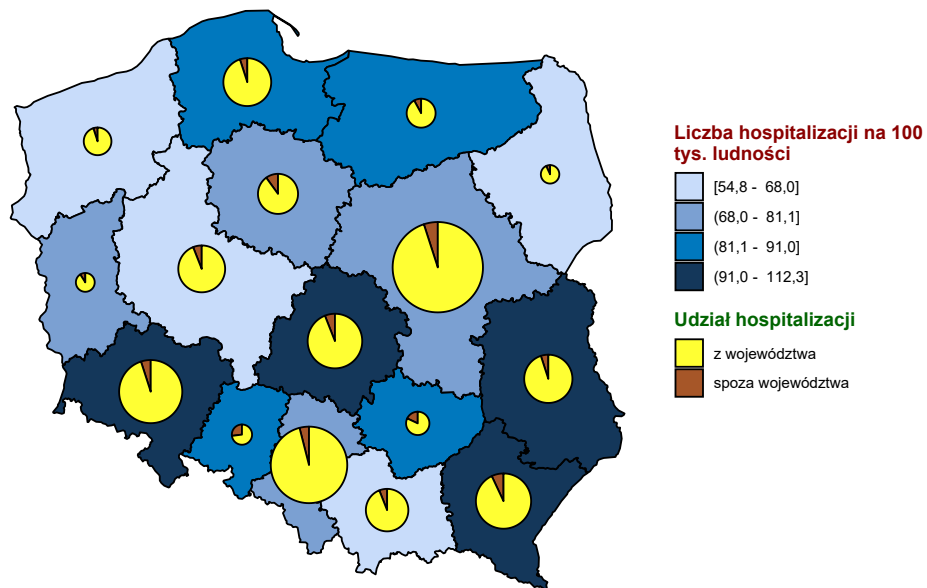 Liczba hospitalizacji na 100
tys. ludności
[54,8 - 68,0]
(68,0 - 81,1]
(81,1 - 91,0]
(91,0 - 112,3]
Udział hospitalizacji
z województwa
spoza województwa